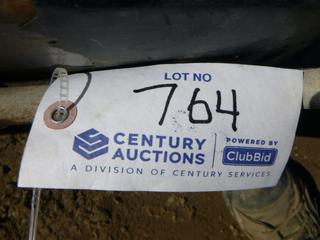 LOT NO
764
CENTURY
AUCTIONS
POWERED BY
ClubBid
A DIVISION OF CENTURY SERVICES